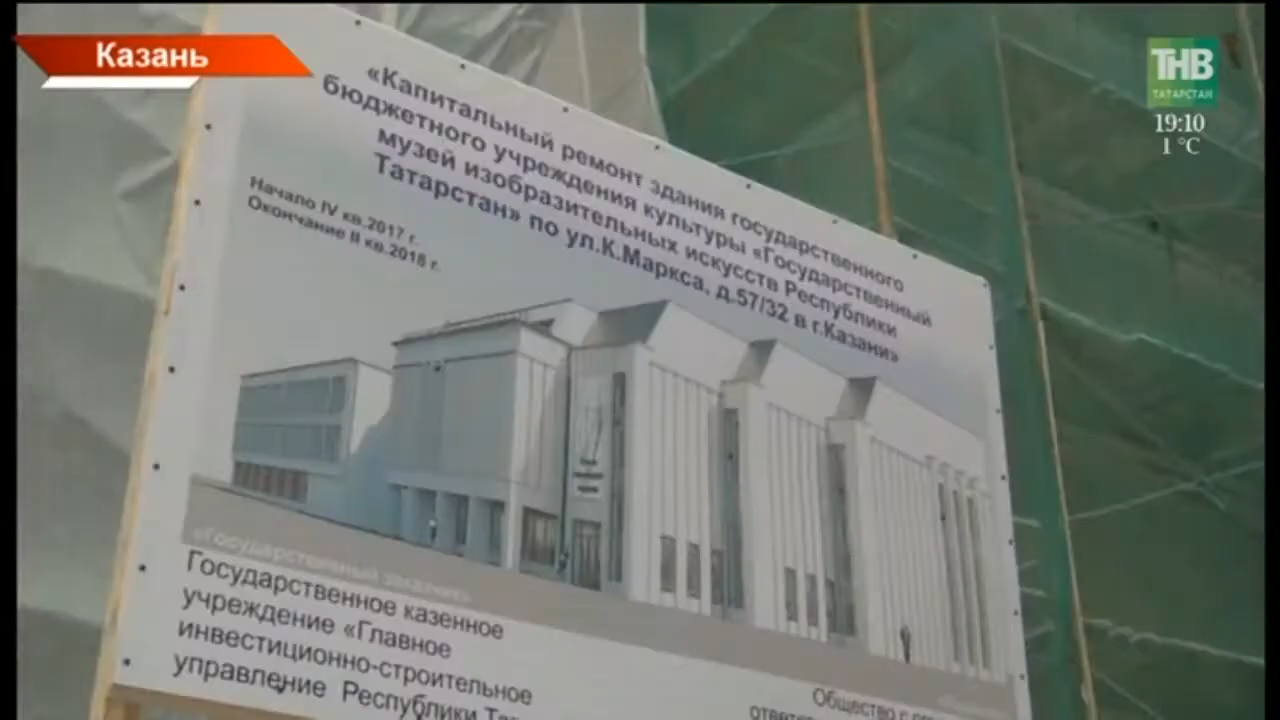 Казань
ТНВ
ТАТАРСТАН
19:10
1 °C
«Капитальный ремонт здания государственного
бюджетного учреждения культуры «Государственный
музей изобразительных искусств Республики
Татарстан» по ул.К.Маркса, д.57/32 в г.Казани»
Начало IV кв.2017 г.
Окончание II кв.2018 г.
«Государственный заказчик»
Государственное казенное
учреждение «Главное
инвестиционно-строительное
управление Республики
Общество с